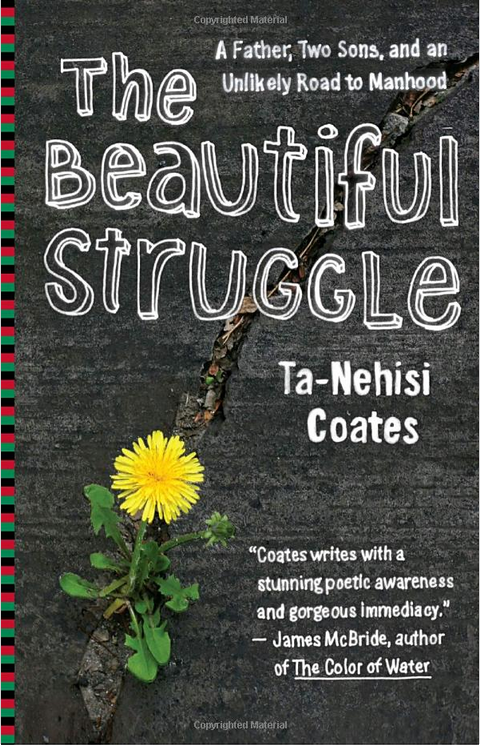 Copyrighted Material
A Father, Two Sons, and an
Unlikely Road to Manhood
The
Beautiful
Struggle
Ta-Nehisi
Coates
“Coates writes with a
stunning poetic awareness
and gorgeous immediacy.”
— James McBride, author
of The Color of Water
Copyrighted Material